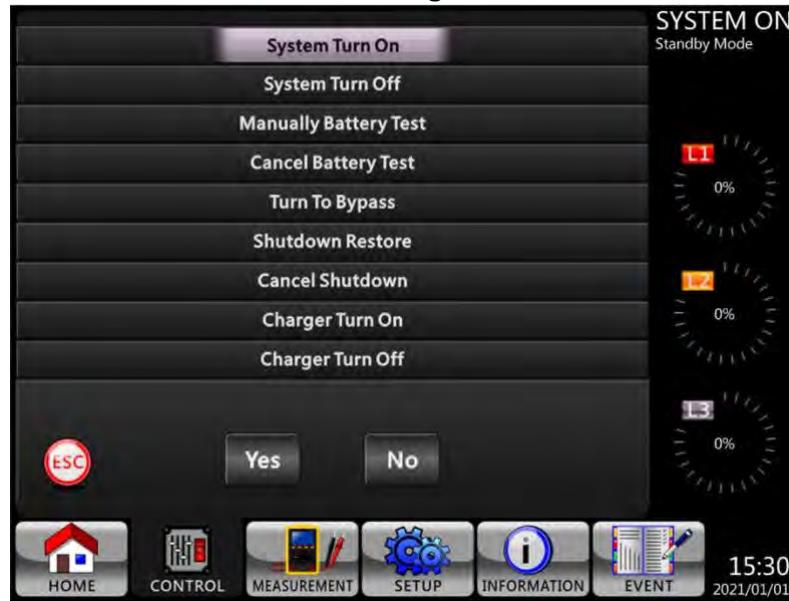 SYSTEM ON
Standby Mode
System Turn On
System Turn Off
Manually Battery Test
Cancel Battery Test
Turn To Bypass
Shutdown Restore
Cancel Shutdown
Charger Turn On
Charger Turn Off
L1
0%
L2
0%
L3
0%
ESC
Yes
No
HOME
CONTROL
MEASUREMENT
SETUP
INFORMATION
EVENT
15:30
2021/01/01